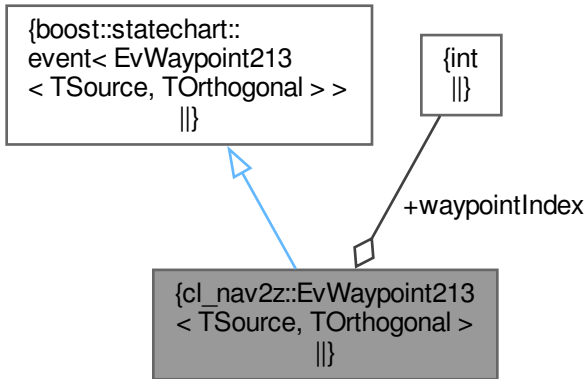 {boost::statechart::
event< EvWaypoint213
< TSource, TOrthogonal > >
||}
{int
||}
+waypointIndex
{cl_nav2z::EvWaypoint213
< TSource, TOrthogonal >
||}